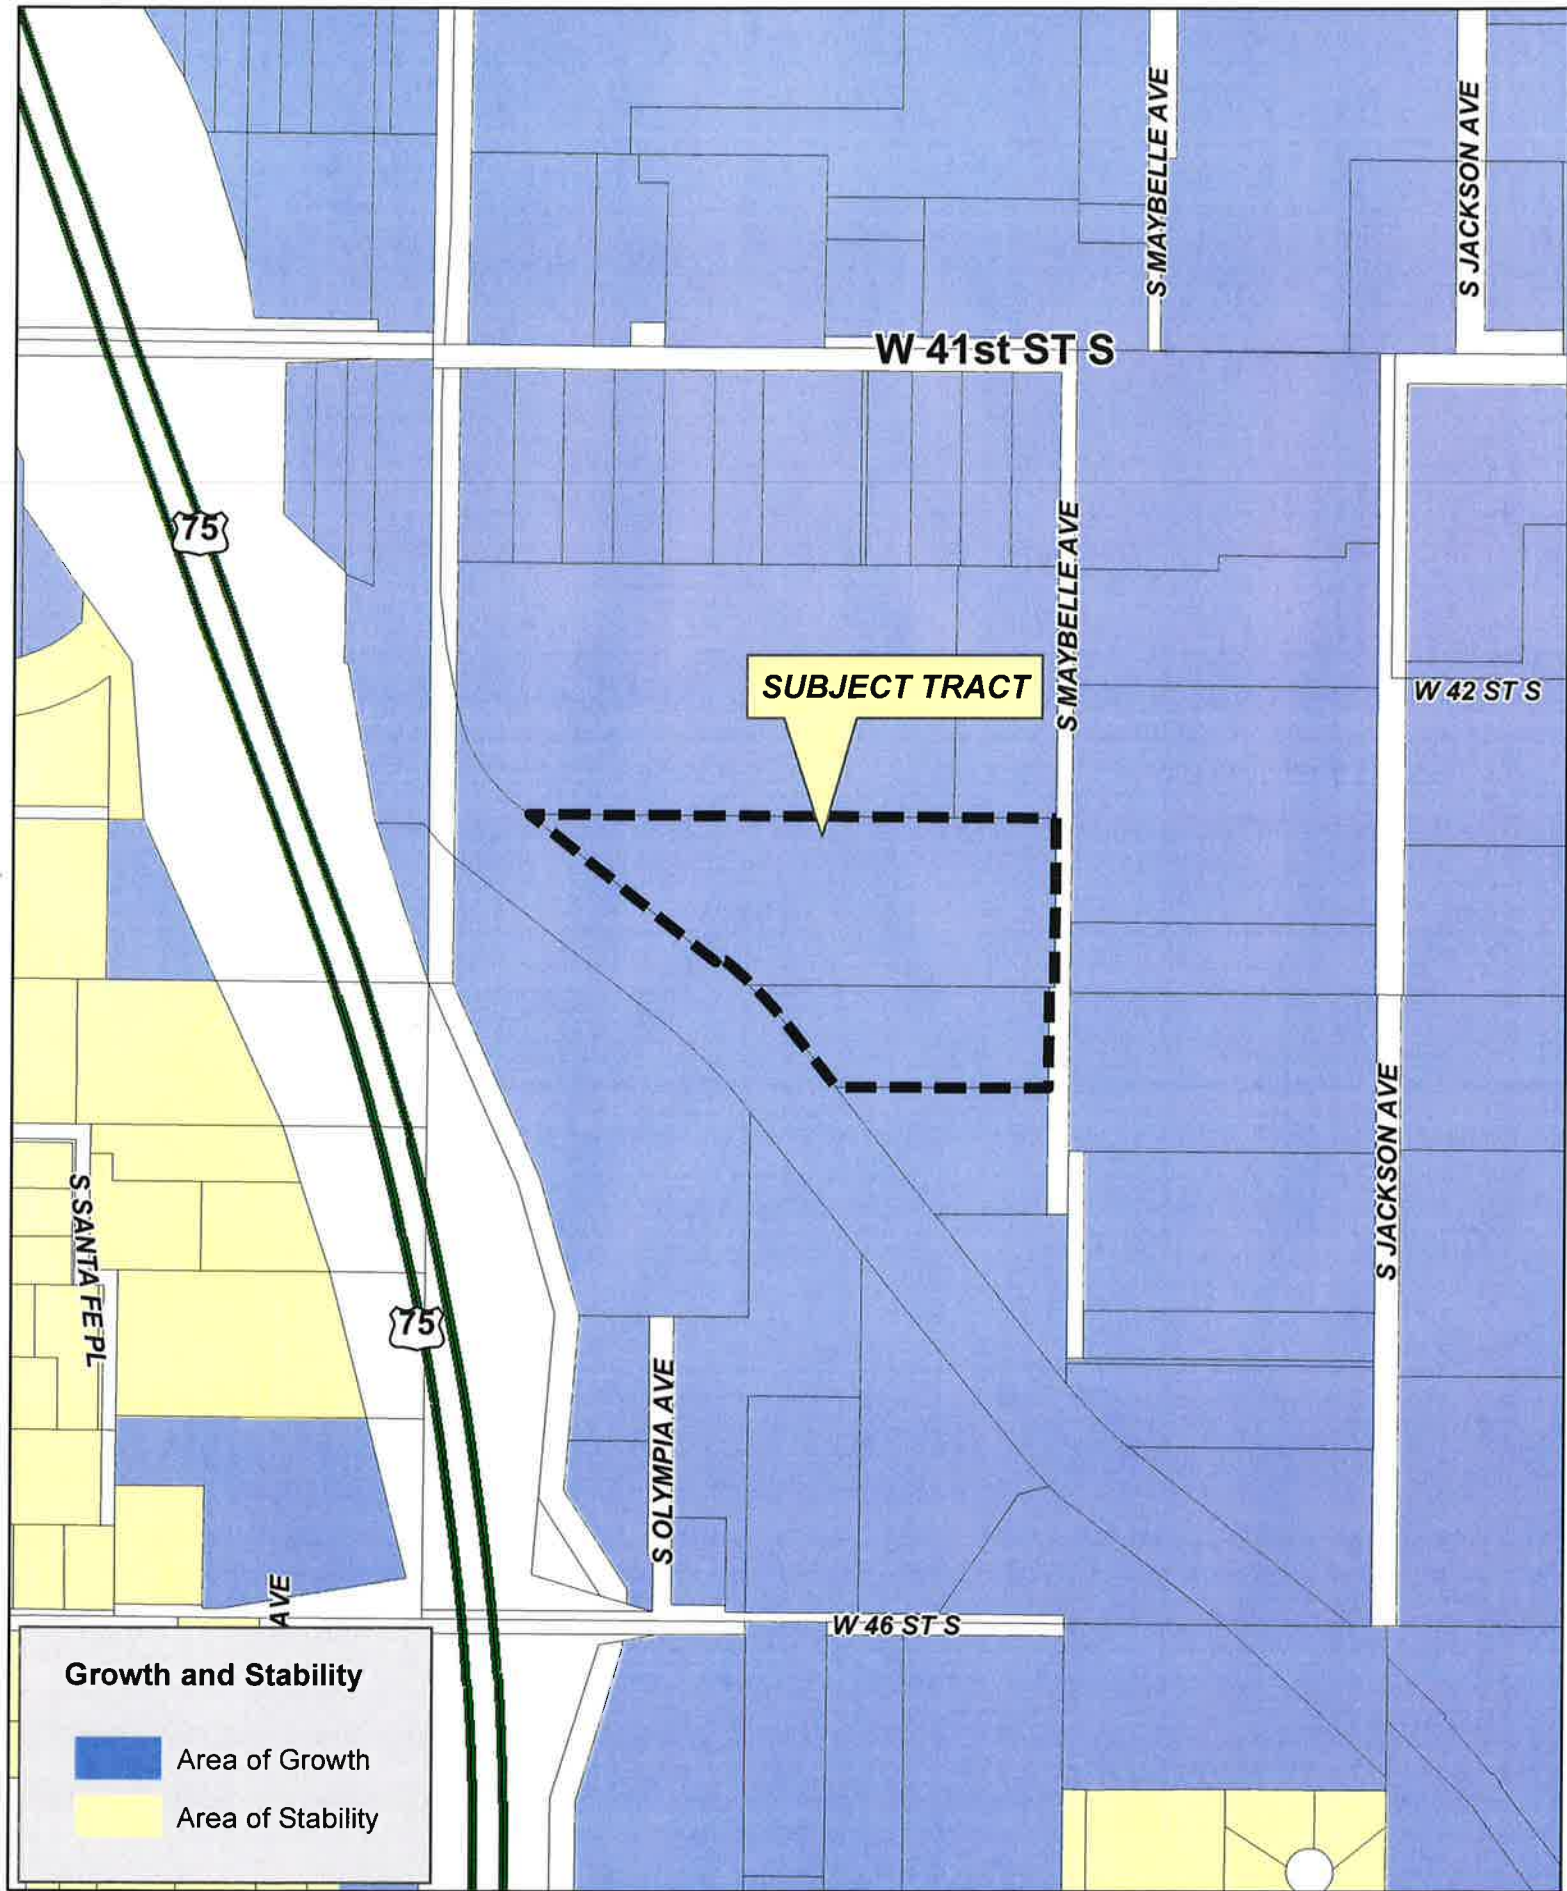 S MAYBELLE AVE
S JACKSON AVE
W 41st ST S
75
S MAYBELLE AVE
SUBJECT TRACT
W 42 ST S
S JACKSON AVE
S SANTA FE PL
75
S OLYMPIA AVE
AVE
W 46 ST S
Growth and Stability
Area of Growth
Area of Stability